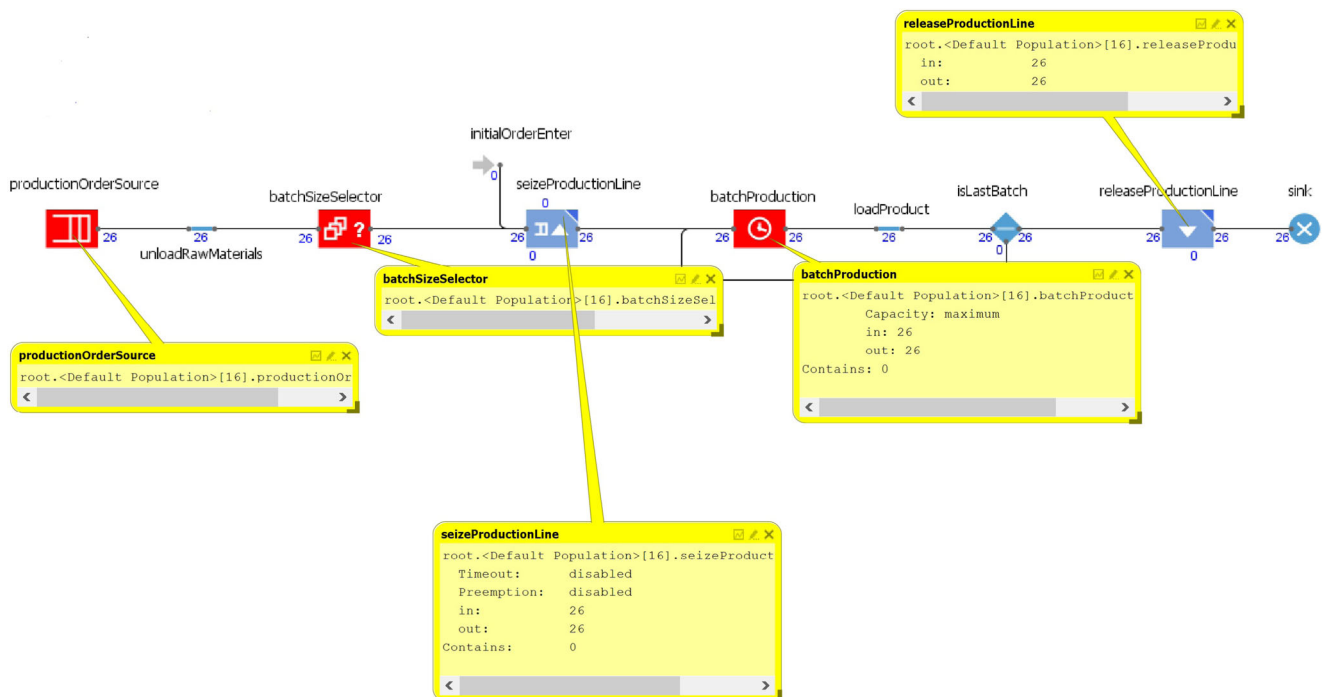 releaseProductionLine
root.<Default Population>[16].releaseProdu
in: 26
out: 26
initialOrderEnter
0
productionOrderSource
26
unloadRawMaterials
26
batchSizeSelector
26
?
26
seizeProductionLine
0
26
26
0
batchProduction
26
26
loadProduct
26
isLastBatch
26
26
0
releaseProductionLine
26
26
0
sink
26
batchSizeSelector
root.<Default Population>[16].batchSizeSel
batchProduction
root.<Default Population>[16].batchProduct
Capacity: maximum
in: 26
out: 26
Contains: 0
productionOrderSource
root.<Default Population>[16].productionOr
seizeProductionLine
root.<Default Population>[16].seizeProduct
Timeout: disabled
Preemption: disabled
in: 26
out: 26
Contains: 0